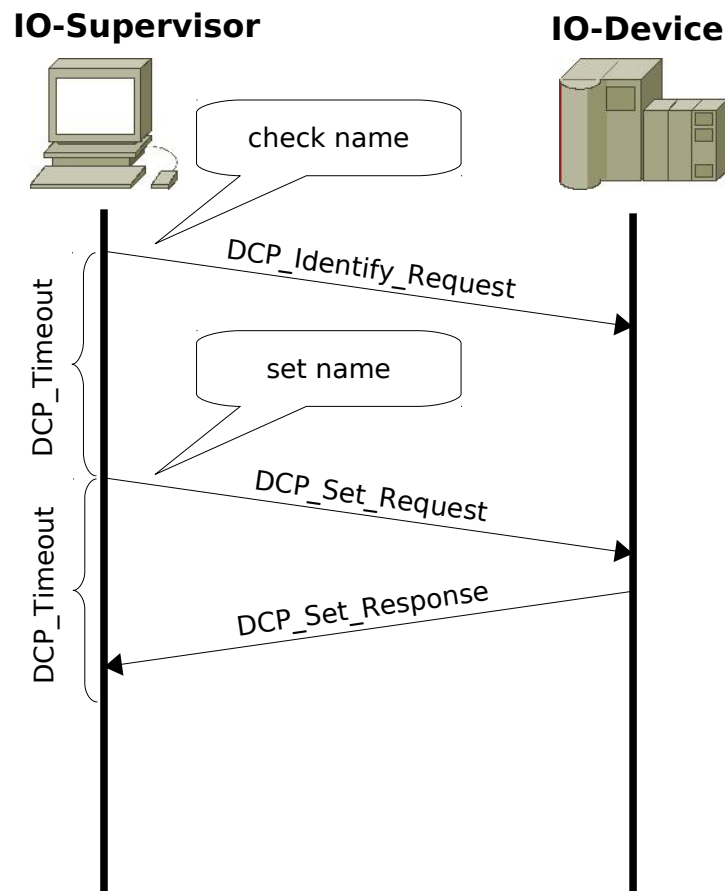 IO-Supervisor
IO-Device
check name
DCP_Identify_Request
DCP_Timeout
set name
DCP_Set_Request
DCP_Timeout
DCP_Set_Response